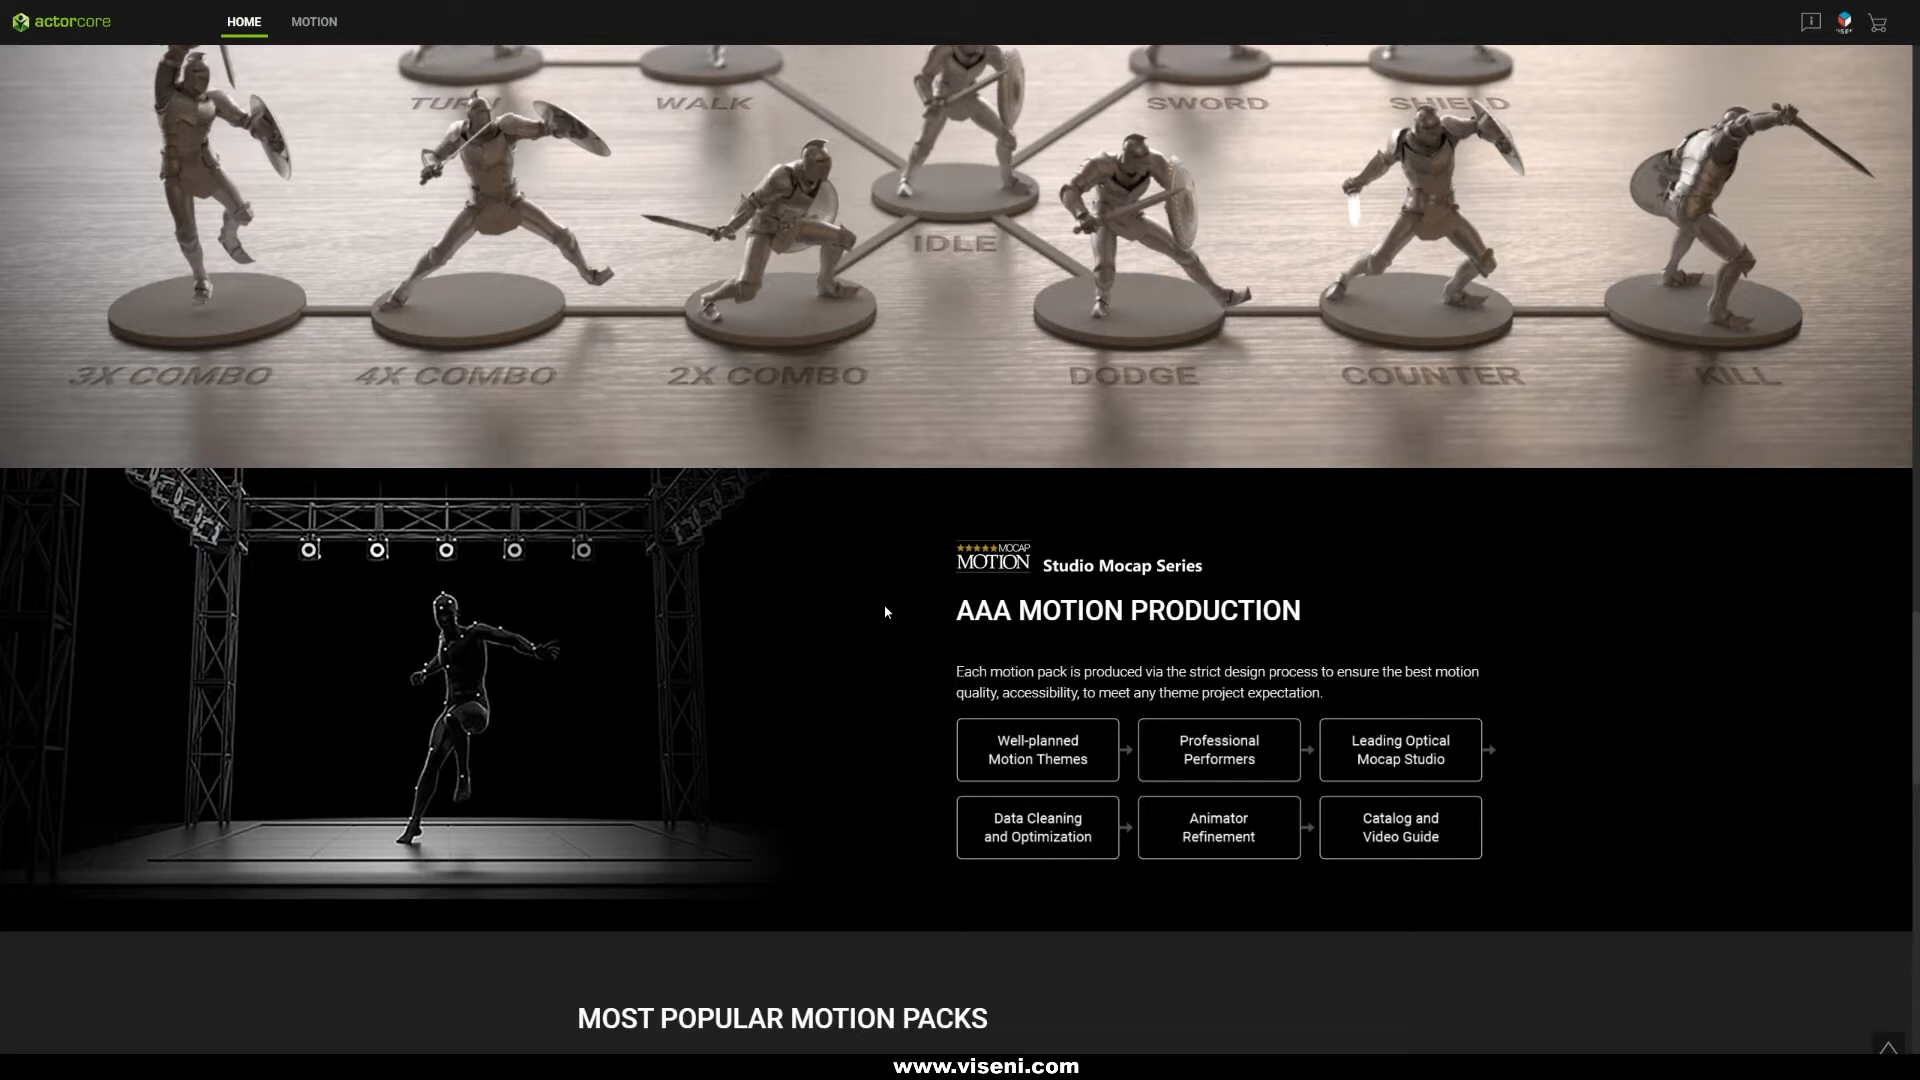 actorcore
HOME
MOTION
TURN
WALK
SWORD
SHIELD
IDLE
3X COMBO
4X COMBO
2X COMBO
DODGE
COUNTER
KILL
★★★★★MOCAP
MOTION
Studio Mocap Series
AAA MOTION PRODUCTION
Each motion pack is produced via the strict design process to ensure the best motion
quality, accessibility, to meet any theme project expectation.
Well-planned
Motion Themes
Professional
Performers
Leading Optical
Mocap Studio
Data Cleaning
and Optimization
Animator
Refinement
Catalog and
Video Guide
MOST POPULAR MOTION PACKS
www.viseni.com